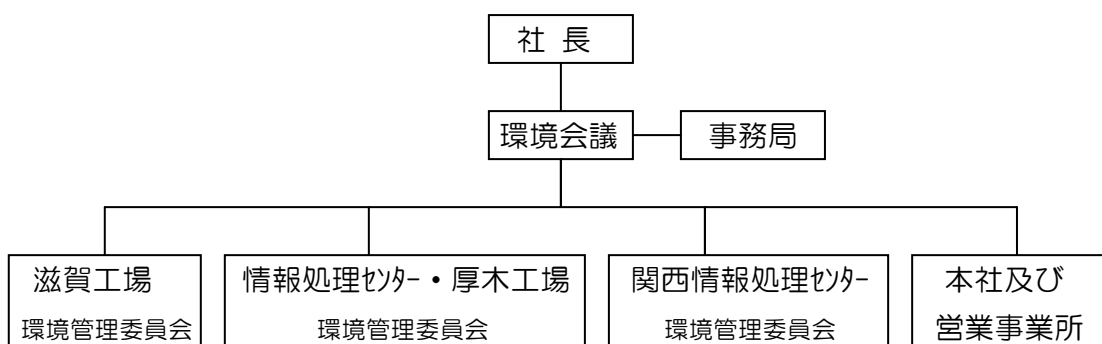 社 長
環境会議
事務局
滋賀工場
環境管理委員会
情報処理ｾﾝﾀｰ・厚木工場
環境管理委員会
関西情報処理ｾﾝﾀｰ
環境管理委員会
本社及び
営業事業所